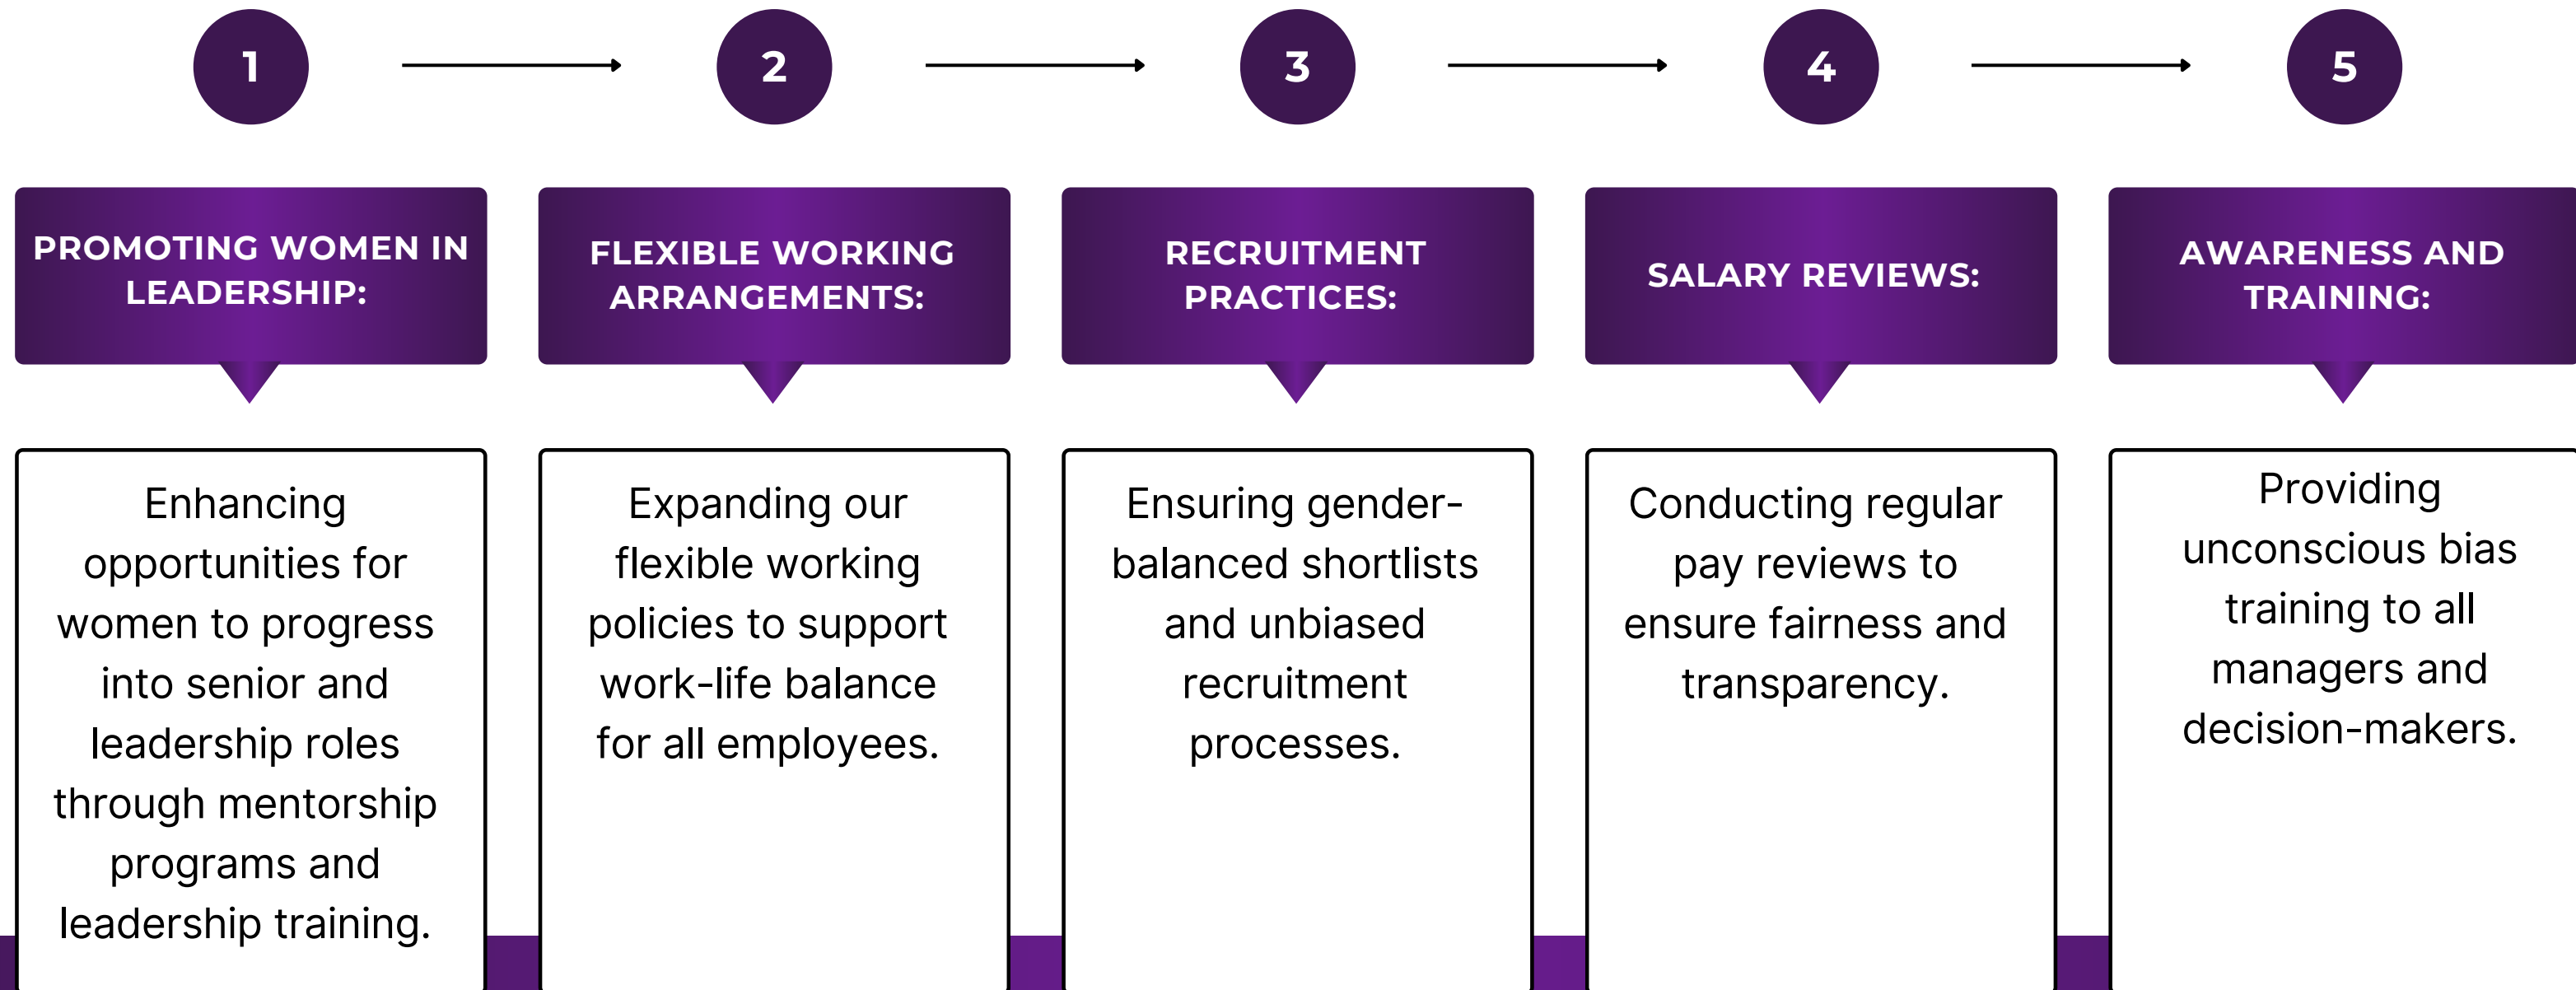 1
2
3
4
5
PROMOTING WOMEN IN
LEADERSHIP:
Enhancing
opportunities for
women to progress
into senior and
leadership roles
through mentorship
programs and
leadership training.
FLEXIBLE WORKING
ARRANGEMENTS:
Expanding our
flexible working
policies to support
work-life balance
for all employees.
RECRUITMENT
PRACTICES:
Ensuring gender-
balanced shortlists
and unbiased
recruitment
processes.
SALARY REVIEWS:
Conducting regular
pay reviews to
ensure fairness and
transparency.
AWARENESS AND
TRAINING:
Providing
unconscious bias
training to all
managers and
decision-makers.